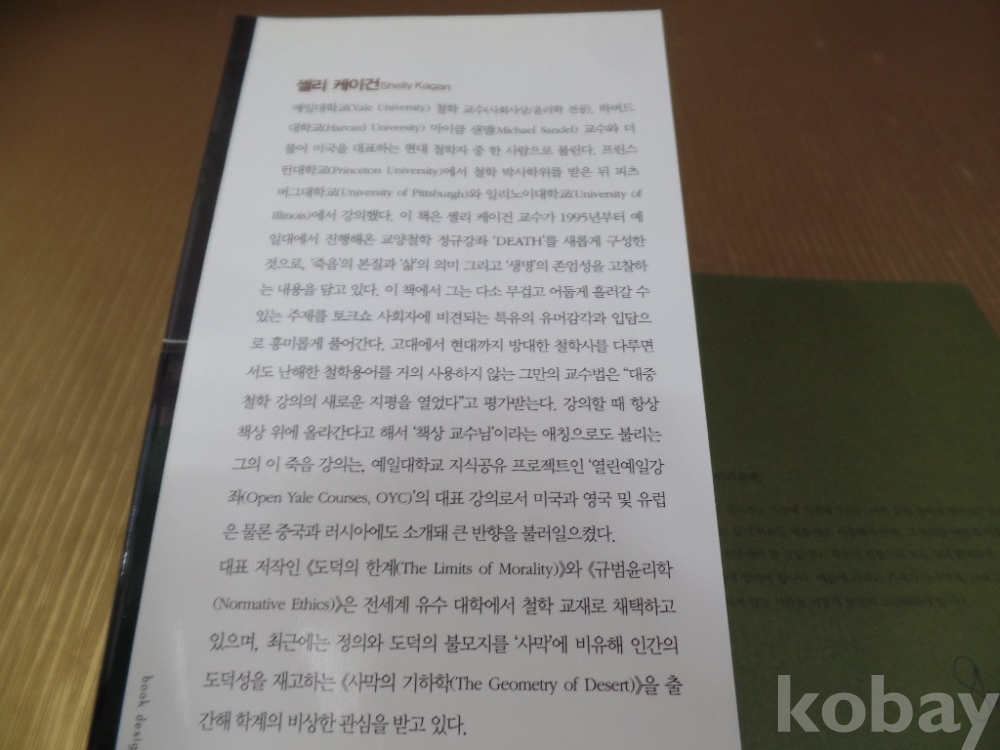 셸리 케이건Shelly Kagan
예일대학교(Yale University) 철학 교수(사회사상/윤리학 전공). 하버드
대학교(Harvard University) 마이클 샌델(Michael Sandel) 교수와 더
불어 미국을 대표하는 현대 철학자 중 한 사람으로 불린다. 프린스
턴대학교(Princeton University)에서 철학 박사학위를 받은 뒤 피츠
버그대학교(University of Pittsburgh)와 일리노이대학교(University of
Illinois)에서 강의했다. 이 책은 셸리 케이건 교수가 1995년부터 예
일대에서 진행해온 교양철학 정규강좌 ‘DEATH’를 새롭게 구성한
것으로, ‘죽음’의 본질과 ‘삶’의 의미 그리고 ‘생명’의 존엄성을 고찰하
는 내용을 담고 있다. 이 책에서 그는 다소 무겁고 어둡게 흘러갈 수
있는 주제를 토크쇼 사회자에 비견되는 특유의 유머감각과 입담으
로 흥미롭게 풀어간다. 고대에서 현대까지 방대한 철학사를 다루면
서도 난해한 철학용어를 거의 사용하지 않는 그만의 교수법은 “대중
철학 강의의 새로운 지평을 열었다”고 평가받는다. 강의할 때 항상
책상 위에 올라간다고 해서 ‘책상 교수님’이라는 애칭으로도 불리는
그의 이 죽음 강의는, 예일대학교 지식공유 프로젝트인 ‘열린예일강
좌(Open Yale Courses, OYC)’의 대표 강의로서 미국과 영국 및 유럽
은 물론 중국과 러시아에도 소개돼 큰 반향을 불러일으켰다.
대표 저작인 《도덕의 한계(The Limits of Morality)》와 《규범윤리학
(Normative Ethics)》은 전세계 유수 대학에서 철학 교재로 채택하고
있으며, 최근에는 정의와 도덕의 불모지를 ‘사막’에 비유해 인간의
도덕성을 재고하는 《사막의 기하학(The Geometry of Desert)》을 출
간해 학계의 비상한 관심을 받고 있다.
book
kobay